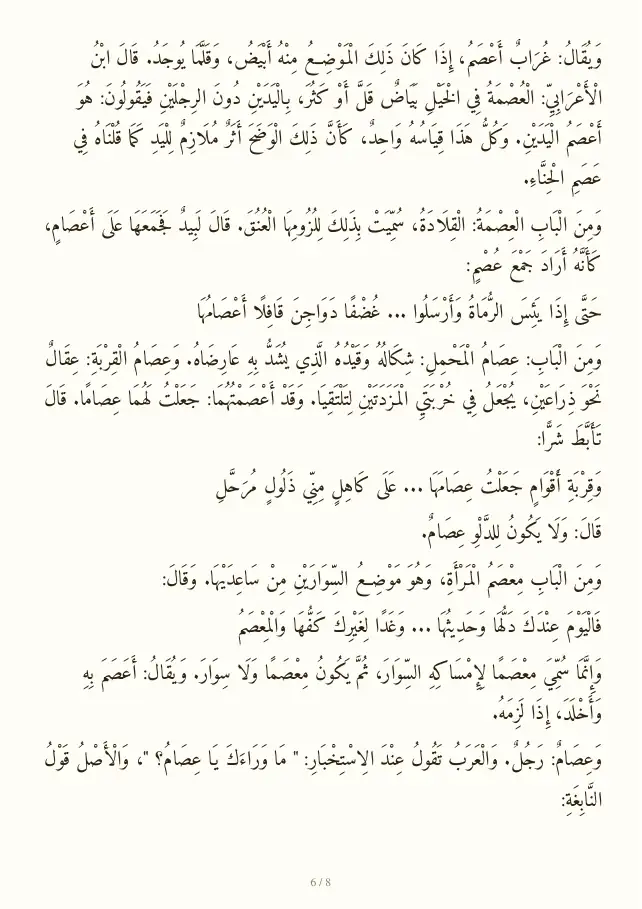 وَيُقَالُ: غُرَابٌ أَعْصَمُ، إِذَا كَانَ ذَلِكَ الْمَوْضِعُ مِنْهُ أَبْيَضُ، وَقَلَّمَا يُوجَدُ. قَالَ ابْنُ
الْأَعْرَابِيِّ: الْعُصْمَةُ فِي الْخَيْلِ بَيَاضٌ قَلَّ أَوْ كَثُرَ، بِالْيَدَيْنِ دُونَ الرِجْلَيْنِ فَيَقُولُونَ: هُوَ
أَعْصَمُ الْيَدَيْنِ. وَكُلُّ هَذَا قِيَاسُهُ وَاحِدٌ، كَأَنَّ ذَلِكَ الْوَضَحَ أَثَرٌ مُلَازِمٌ لِلْيَدِ كَمَا قُلْنَاهُ فِي
عَصَمِ الْحِنَّاءِ.
وَمِنَ الْبَابِ الْعِصْمَةُ: الْقِلَادَةُ، سُمِّيَتْ بِذَلِكَ لِلُزُومِهَا الْعُنُقَ. قَالَ لَبِيدٌ فَجَمَعَهَا عَلَى أَعْصَامٍ،
كَأَنَّهُ أَرَادَ جَمْعَ عُصْمٍ:
حَتَّى إِذَا يَئِسَ الرُّمَاةُ وَأَرْسَلُوا ... غُضْفًا دَوَاجِنَ قَافِلًا أَعْصَامُهَا
وَمِنَ الْبَابِ: عِصَامُ الْمَحْمِلِ: شِكَالُهُ وَقَيْدُهُ الَّذِي يُشَدُّ بِهِ عَارِضَاهُ. وَعِصَامُ الْقِرْبَةِ: عِقَالٌ
نَحْوَ ذِرَاعَيْنِ، يُجْعَلُ فِي خُرْبَتَيِ الْمَزَدَتَيْنِ لِتَلْتَقِيَا. وَقَدْ أَعْصَمْتُهُمَا: جَعَلْتُ لَهُمَا عِصَامًا. قَالَ
تَأَبَّطَ شَرًّا:
وَقِرْبَةِ أَقْوَامٍ جَعَلْتُ عِصَامَهَا ... عَلَى كَاهِلٍ مِنِّي ذَلُولٍ مُرَحَّلِ
قَالَ: وَلَا يَكُونُ لِلدَّلْوِ عِصَامٌ.
وَمِنَ الْبَابِ مِعْصَمُ الْمَرْأَةِ، وَهُوَ مَوْضِعُ السِّوَارَيْنِ مِنْ سَاعِدَيْهَا. وَقَالَ:
فَالْيَوْمَ عِنْدَكَ دَلُّهَا وَحَدِيثُهَا ... وَغَدًا لِغَيْرِكَ كَفُّهَا وَالْمِعْصَمُ
وَإِنَّمَا سُمِّيَ مِعْصَمًا لِإِمْسَاكِهِ السِّوَارَ، ثُمَّ يَكُونُ مِعْصَمًا وَلَا سِوَارَ. وَيُقَالُ: أَعْصَمَ بِهِ
وَأَخْلَدَ، إِذَا لَزِمَهُ.
وَعِصَامٌ: رَجُلٌ. وَالْعَرَبُ تَقُولُ عِنْدَ الِاسْتِخْبَارِ: " مَا وَرَاءَكَ يَا عِصَامُ؟ "، وَالْأَصْلُ قَوْلُ
النَّابِغَةِ:
6 / 8